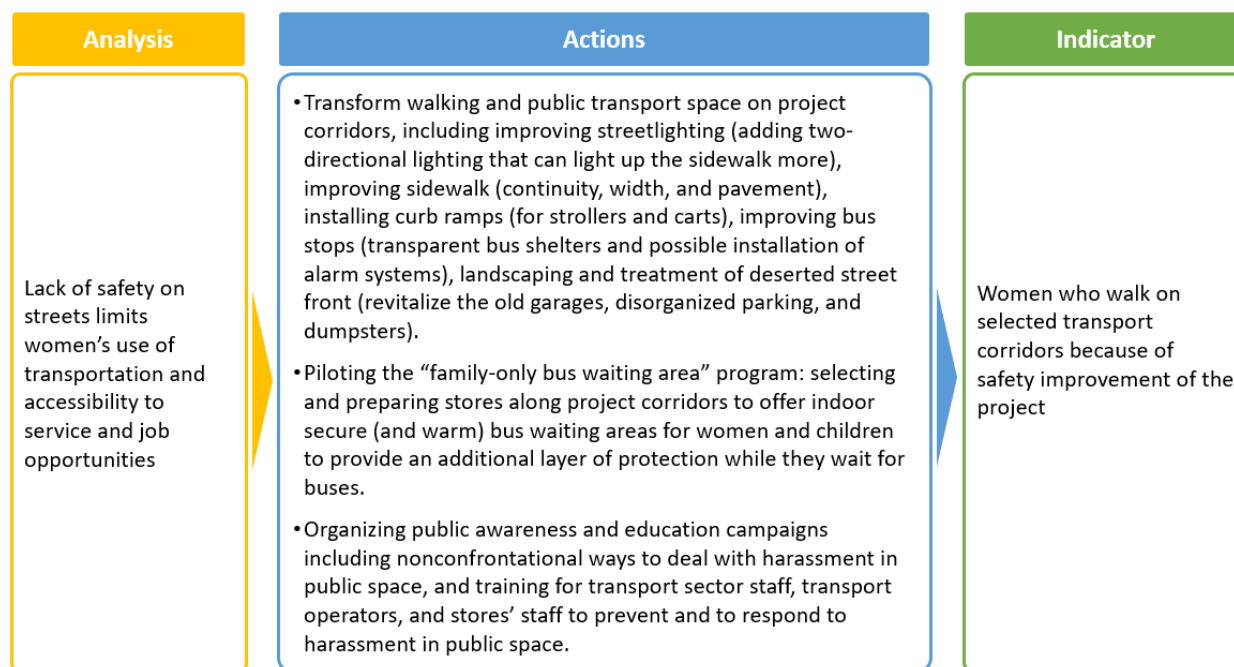 Analysis
Actions
Indicator
Lack of safety on
streets limits
women’s use of
transportation and
accessibility to
service and job
opportunities
•Transform walking and public transport space on project
corridors, including improving streetlighting (adding two-
directional lighting that can light up the sidewalk more),
improving sidewalk (continuity, width, and pavement),
installing curb ramps (for strollers and carts), improving bus
stops (transparent bus shelters and possible installation of
alarm systems), landscaping and treatment of deserted street
front (revitalize the old garages, disorganized parking, and
dumpsters).
•Piloting the “family-only bus waiting area” program: selecting
and preparing stores along project corridors to offer indoor
secure (and warm) bus waiting areas for women and children
to provide an additional layer of protection while they wait for
buses.
•Organizing public awareness and education campaigns
including nonconfrontational ways to deal with harassment in
public space, and training for transport sector staff, transport
operators, and stores’ staff to prevent and to respond to
harassment in public space.
Women who walk on
selected transport
corridors because of
safety improvement of the
project